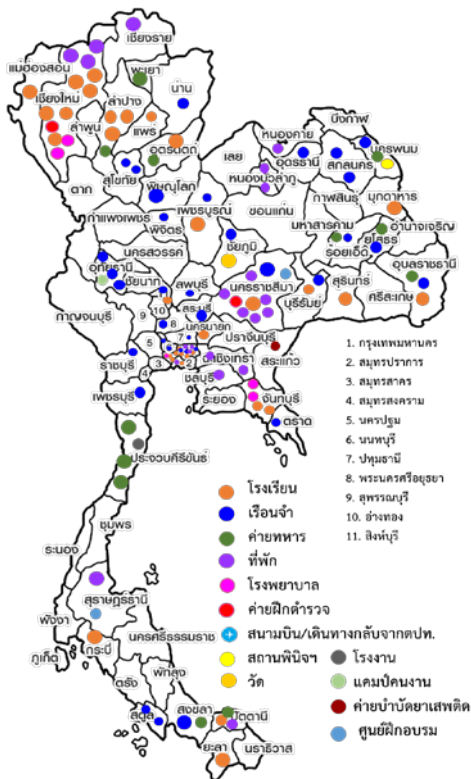 เชียงราย
แม่ฮ่องสอน
พะเยา
น่าน
เชียงใหม่
ลำปาง
ลำพูน
แพร่
อุตรดิตถ์
บึงกาฬ
หนองคาย
นครพนม
เลย
อุดรธานี
สกลนคร
สุโขทัย
หนองบัวลำภู
ตาก
พิษณุโลก
กาฬสินธุ์
มุกดาหาร
กำแพงเพชร
เพชรบูรณ์
ขอนแก่น
พิจิตร
มหาสารคาม
อำนาจเจริญ
ชัยภูมิ
ร้อยเอ็ด
ยโสธร
นครสวรรค์
อุทัยธานี
อุบลราชธานี
ชัยนาท
ลพบุรี
นครราชสีมา
บุรีรัมย์
สุรินทร์
ศรีสะเกษ
สระบุรี
กาญจนบุรี
นครนายก
ปราจีนบุรี
ฉะเชิงเทรา
สระแก้ว
ราชบุรี
ชลบุรี
เพชรบุรี
ระยอง
จันทบุรี
ตราด
ประจวบคีรีขันธ์
ชุมพร
ระนอง
สุราษฎร์ธานี
พังงา
นครศรีธรรมราช
ภูเก็ต
กระบี่
ตรัง
พัทลุง
สตูล
สงขลา
ปัตตานี
ยะลา
นราธิวาส
9
10
11
8
5
7
6
4
3
1
2
1. กรุงเทพมหานคร
2. สมุทรปราการ
3. สมุทรสาคร
4. สมุทรสงคราม
5. นครปฐม
6. นนทบุรี
7. ปทุมธานี
8. พระนครศรีอยุธยา
9. สุพรรณบุรี
10. อ่างทอง
11. สิงห์บุรี
โรงเรียน
เรือนจำ
ค่ายทหาร
ที่พัก
โรงพยาบาล
ค่ายฝึกตำรวจ
สนามบิน/เดินทางกลับจากตปท.
สถานพินิจฯ
วัด
โรงงาน
แคมป์คนงาน
ค่ายบำบัดยาเสพติด
ศูนย์ฝึกอบรม